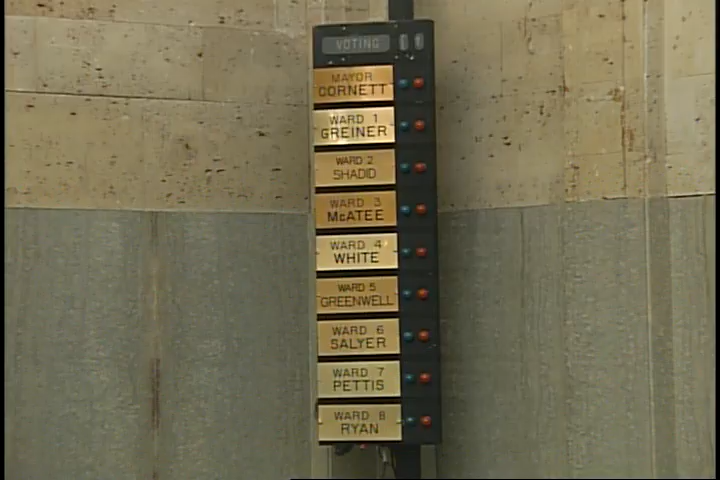 VOTING
MAYOR
CORNETT
WARD 1
GREINER
WARD 2
SHADID
WARD 3
McATEE
WARD 4
WHITE
WARD 5
GREENWELL
WARD 6
SALYER
WARD 7
PETTIS
WARD 8
RYAN